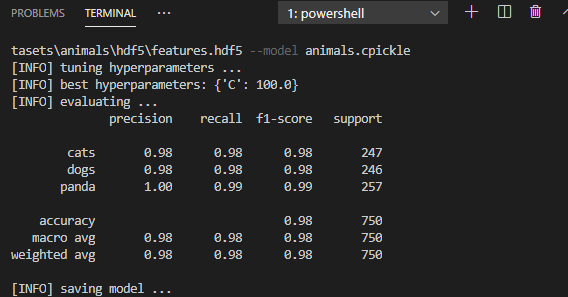 PROBLEMS TERMINAL ... 1: powershell
tasets\animals\hdf5\features.hdf5 --model animals.cpickle
[INFO] tuning hyperparameters ...
[INFO] best hyperparameters: {'C': 100.0}
[INFO] evaluating ...
precision recall f1-score support
cats 0.98 0.98 0.98 247
dogs 0.98 0.98 0.98 246
panda 1.00 0.99 0.99 257
accuracy 0.98 750
macro avg 0.98 0.98 0.98 750
weighted avg 0.98 0.98 0.98 750
[INFO] saving model ...